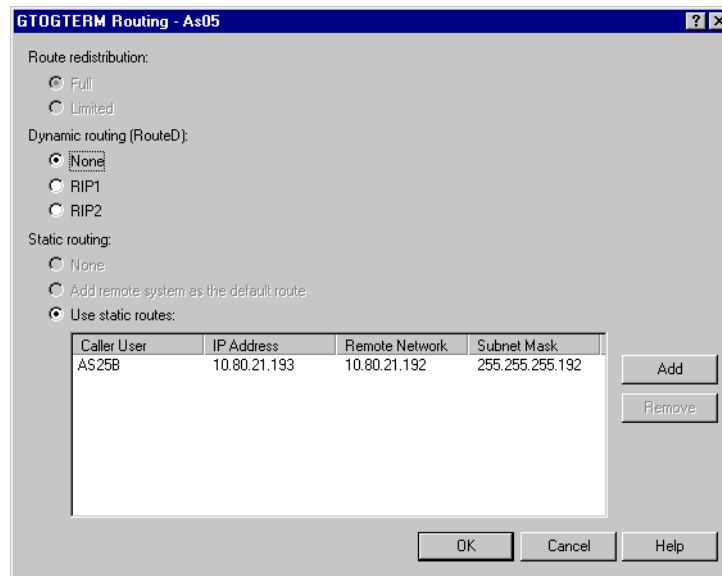 GTOGTERM Routing - As05
Route redistribution:
Full
Limited
Dynamic routing (RouteD):
None
RIP1
RIP2
Static routing:
None
Add remote system as the default route
Use static routes:
Caller User IP Address Remote Network Subnet Mask
AS25B 10.80.21.193 10.80.21.192 255.255.255.192
Add
Remove
OK Cancel Help